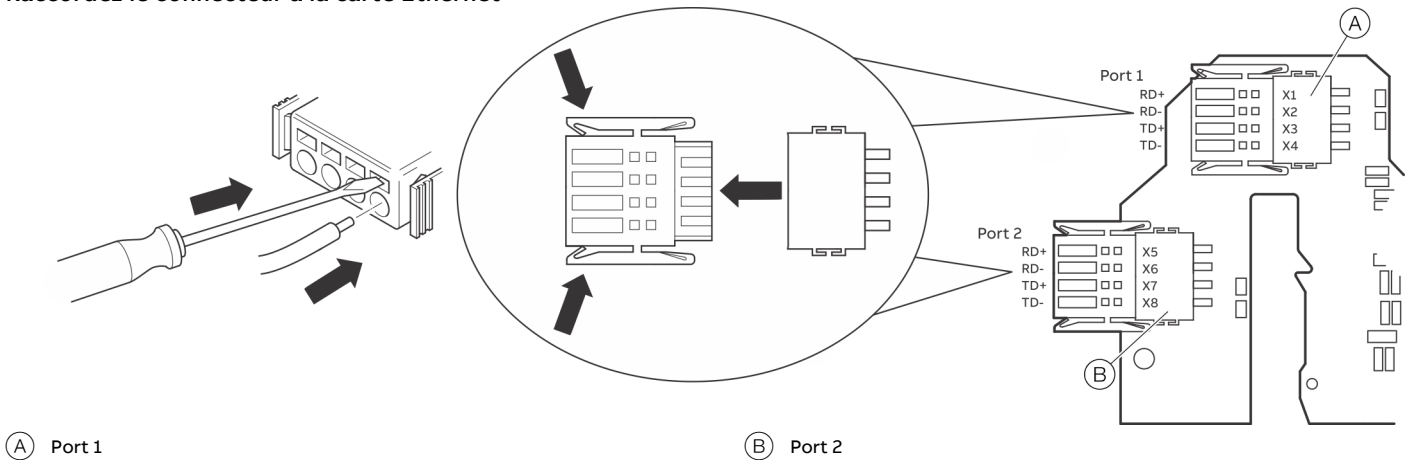 Raccordez le connecteur à la carte Ethernet
A
Port 1
RD+
RD-
TD+
TD-
X1
X2
X3
X4
Port 2
RD+
RD-
TD+
TD-
X5
X6
X7
X8
B
A Port 1
B Port 2